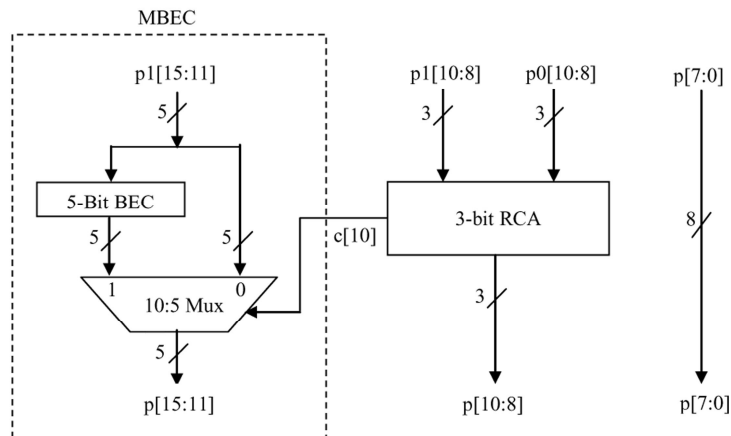 MBEC
p1[15:11]
p1[10:8]
p0[10:8]
p[7:0]
5
3
3
5-Bit BEC
3-bit RCA
8
5
5
c[10]
1
0
10:5 Mux
3
5
p[15:11]
p[10:8]
p[7:0]